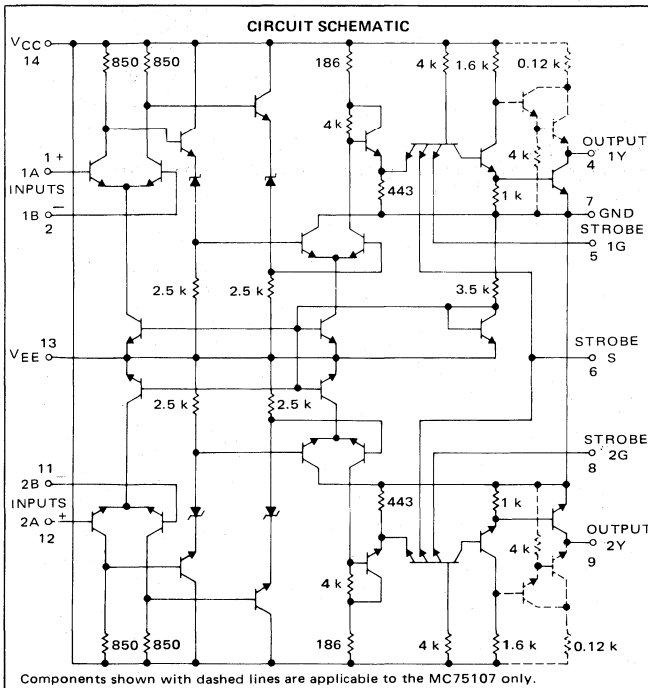 CIRCUIT SCHEMATIC
VCC
14
850 850
186
4 k
1.6 k
0.12 k
1 +
1A
INPUTS
1B −
2
4 k
443
4 k
1 k
OUTPUT
1Y
4
7
GND
STROBE
1G
5
2.5 k
2.5 k
3.5 k
13
VEE
STROBE
S
6
2.5 k
2.5 k
STROBE
2G
8
11
2B −
INPUTS
2A +
12
443
1 k
4 k
OUTPUT
2Y
9
4 k
850 850
186
4 k
1.6 k
0.12 k
Components shown with dashed lines are applicable to the MC75107 only.